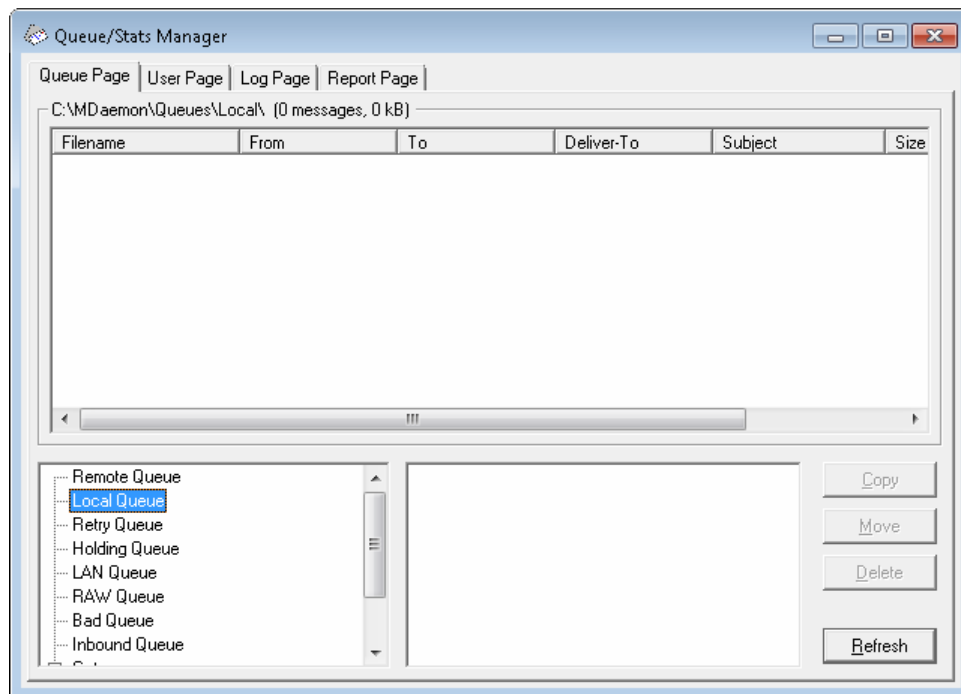 Queue/Stats Manager
Queue Page User Page Log Page Report Page
C:\MDaemon\Queues\Local\ (0 messages, 0 kB)
Filename From To Deliver-To Subject Size
Remote Queue
Local Queue
Retry Queue
Holding Queue
LAN Queue
RAW Queue
Bad Queue
Inbound Queue
Copy
Move
Delete
Refresh